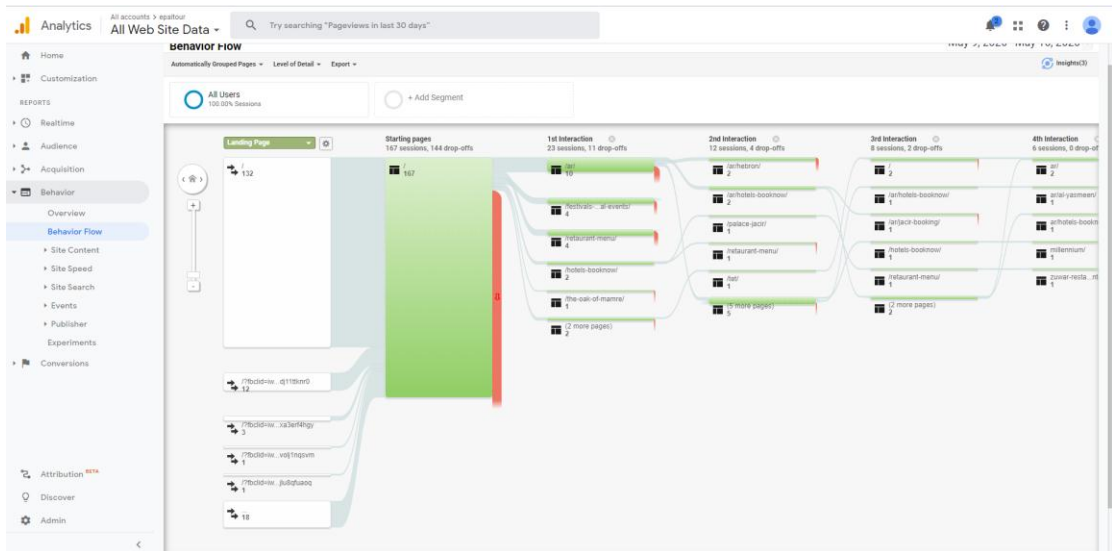 All accounts > epaltour
Analytics
All Web Site Data
Try searching "Pageviews in last 30 days"
2
Home
Customization
REPORTS
Realtime
Audience
Acquisition
Behavior
Overview
Behavior Flow
Site Content
Site Speed
Site Search
Events
Publisher
Experiments
Conversions
Attribution BETA
Discover
Admin
Behavior Flow
Automatically Grouped Pages
Level of Detail
Export
Insights(3)
All Users
100.00% Sessions
+ Add Segment
Landing Page
/
132
/?fbclid=iw...dj1ttknr0
12
/?fbclid=iw...xa3erf4hgy
3
/?fbclid=iw...volj1nqsvm
1
/?fbclid=iw...jlu8qfuaoq
1
...
18
Starting pages
167 sessions, 144 drop-offs
/
167
1st Interaction
23 sessions, 11 drop-offs
/ar/
10
/festivals-...al-events/
4
/retaurant-menu/
4
/hotels-booknow/
2
/the-oak-of-mamre/
1
(2 more pages)
2
2nd Interaction
12 sessions, 4 drop-offs
/ar/hebron/
2
/ar/hotels-booknow/
2
/palace-jacir/
1
/retaurant-menu/
1
1
(5 more pages)
5
3rd Interaction
8 sessions, 2 drop-offs
/
2
/ar/hotels-booknow/
1
/ar/jacir-booking/
1
/hotels-booknow/
1
/retaurant-menu/
1
(2 more pages)
2
4th Interaction
6 sessions, 0 drop-of
ar/
2
ar/al-yasmeen/
1
ar/hotels-bookn
1
millennium/
1
zuwar-resta...nt
1